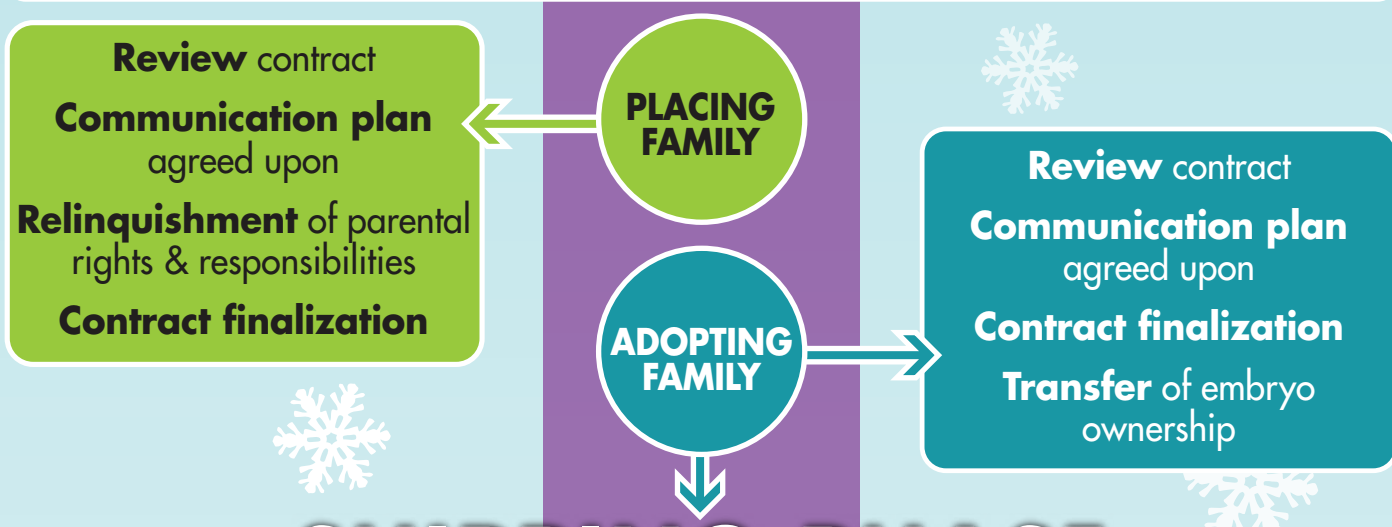 Review contract
Communication plan
agreed upon
Relinquishment of parental
rights & responsibilities
Contract finalization
PLACING
FAMILY
ADOPTING
FAMILY
Review contract
Communication plan
agreed upon
Contract finalization
Transfer of embryo
ownership